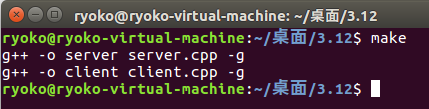 ryoko@ryoko-virtual-machine: ~/桌面/3.12
ryoko@ryoko-virtual-machine:~/桌面/3.12$ make
g++ -o server server.cpp -g
g++ -o client client.cpp -g
ryoko@ryoko-virtual-machine:~/桌面/3.12$